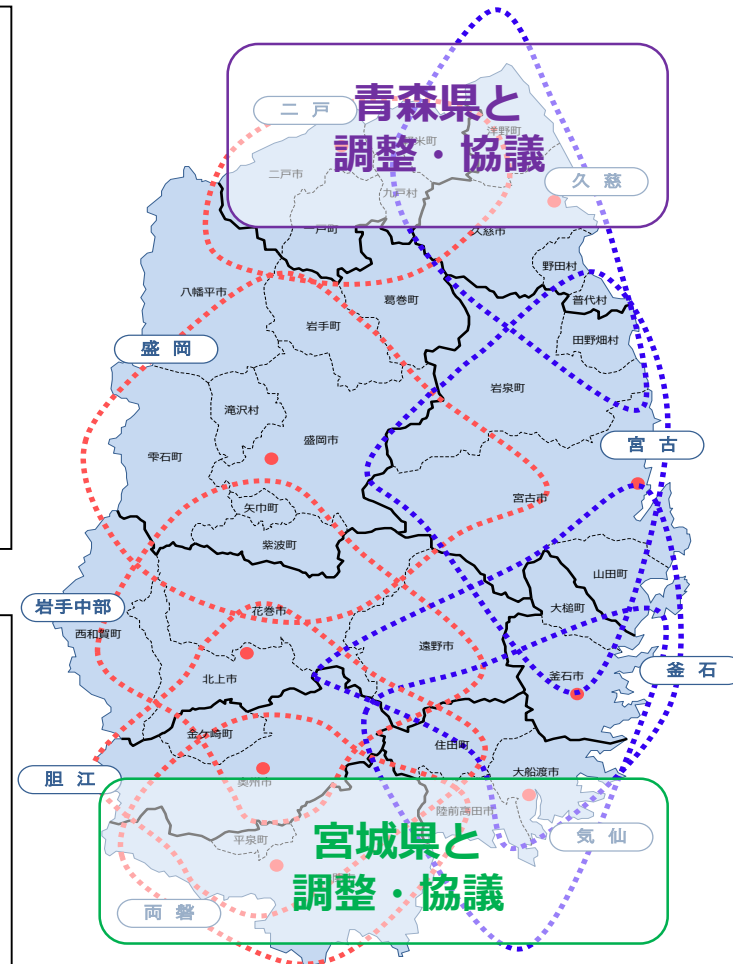 青森県と
調整・協議
二 戸
洋野町
二戸市
九戸村
久 慈
一戸町
久慈市
野田村
八幡平市
葛巻町
普代村
岩手町
田野畑村
盛 岡
岩泉町
滝沢村
盛岡市
宮 古
雫石町
宮古市
矢巾町
紫波町
山田町
岩手中部
大槌町
花巻市
西和賀町
遠野市
釜 石
北上市
釜石市
金ケ崎町
住田町
胆 江
大船渡市
奥州市
陸前高田市
宮城県と
調整・協議
平泉町
気 仙
両 磐